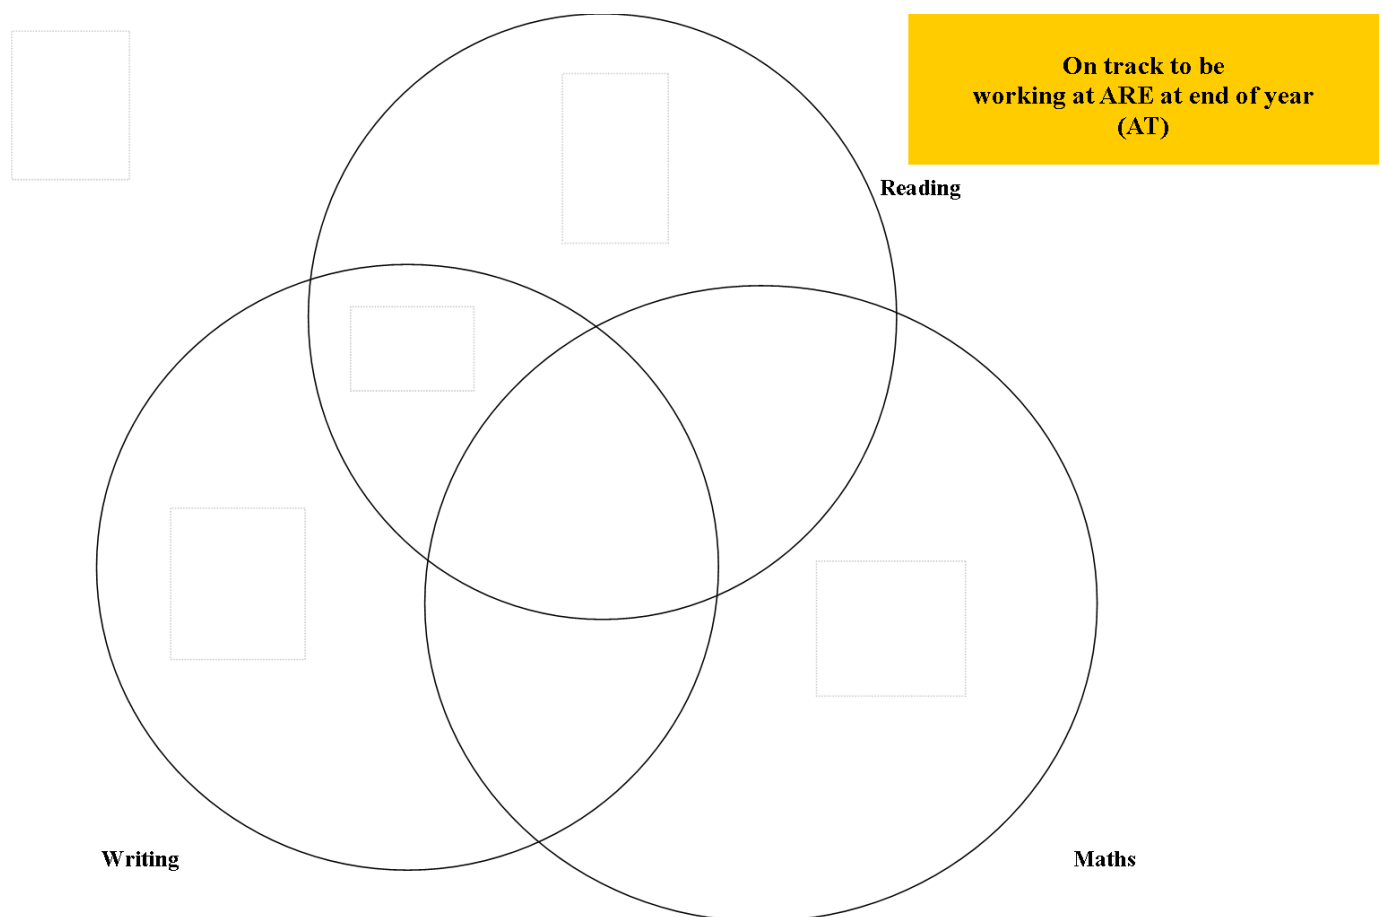 On track to be
working at ARE at end of year
(AT)
Reading
Writing
Maths